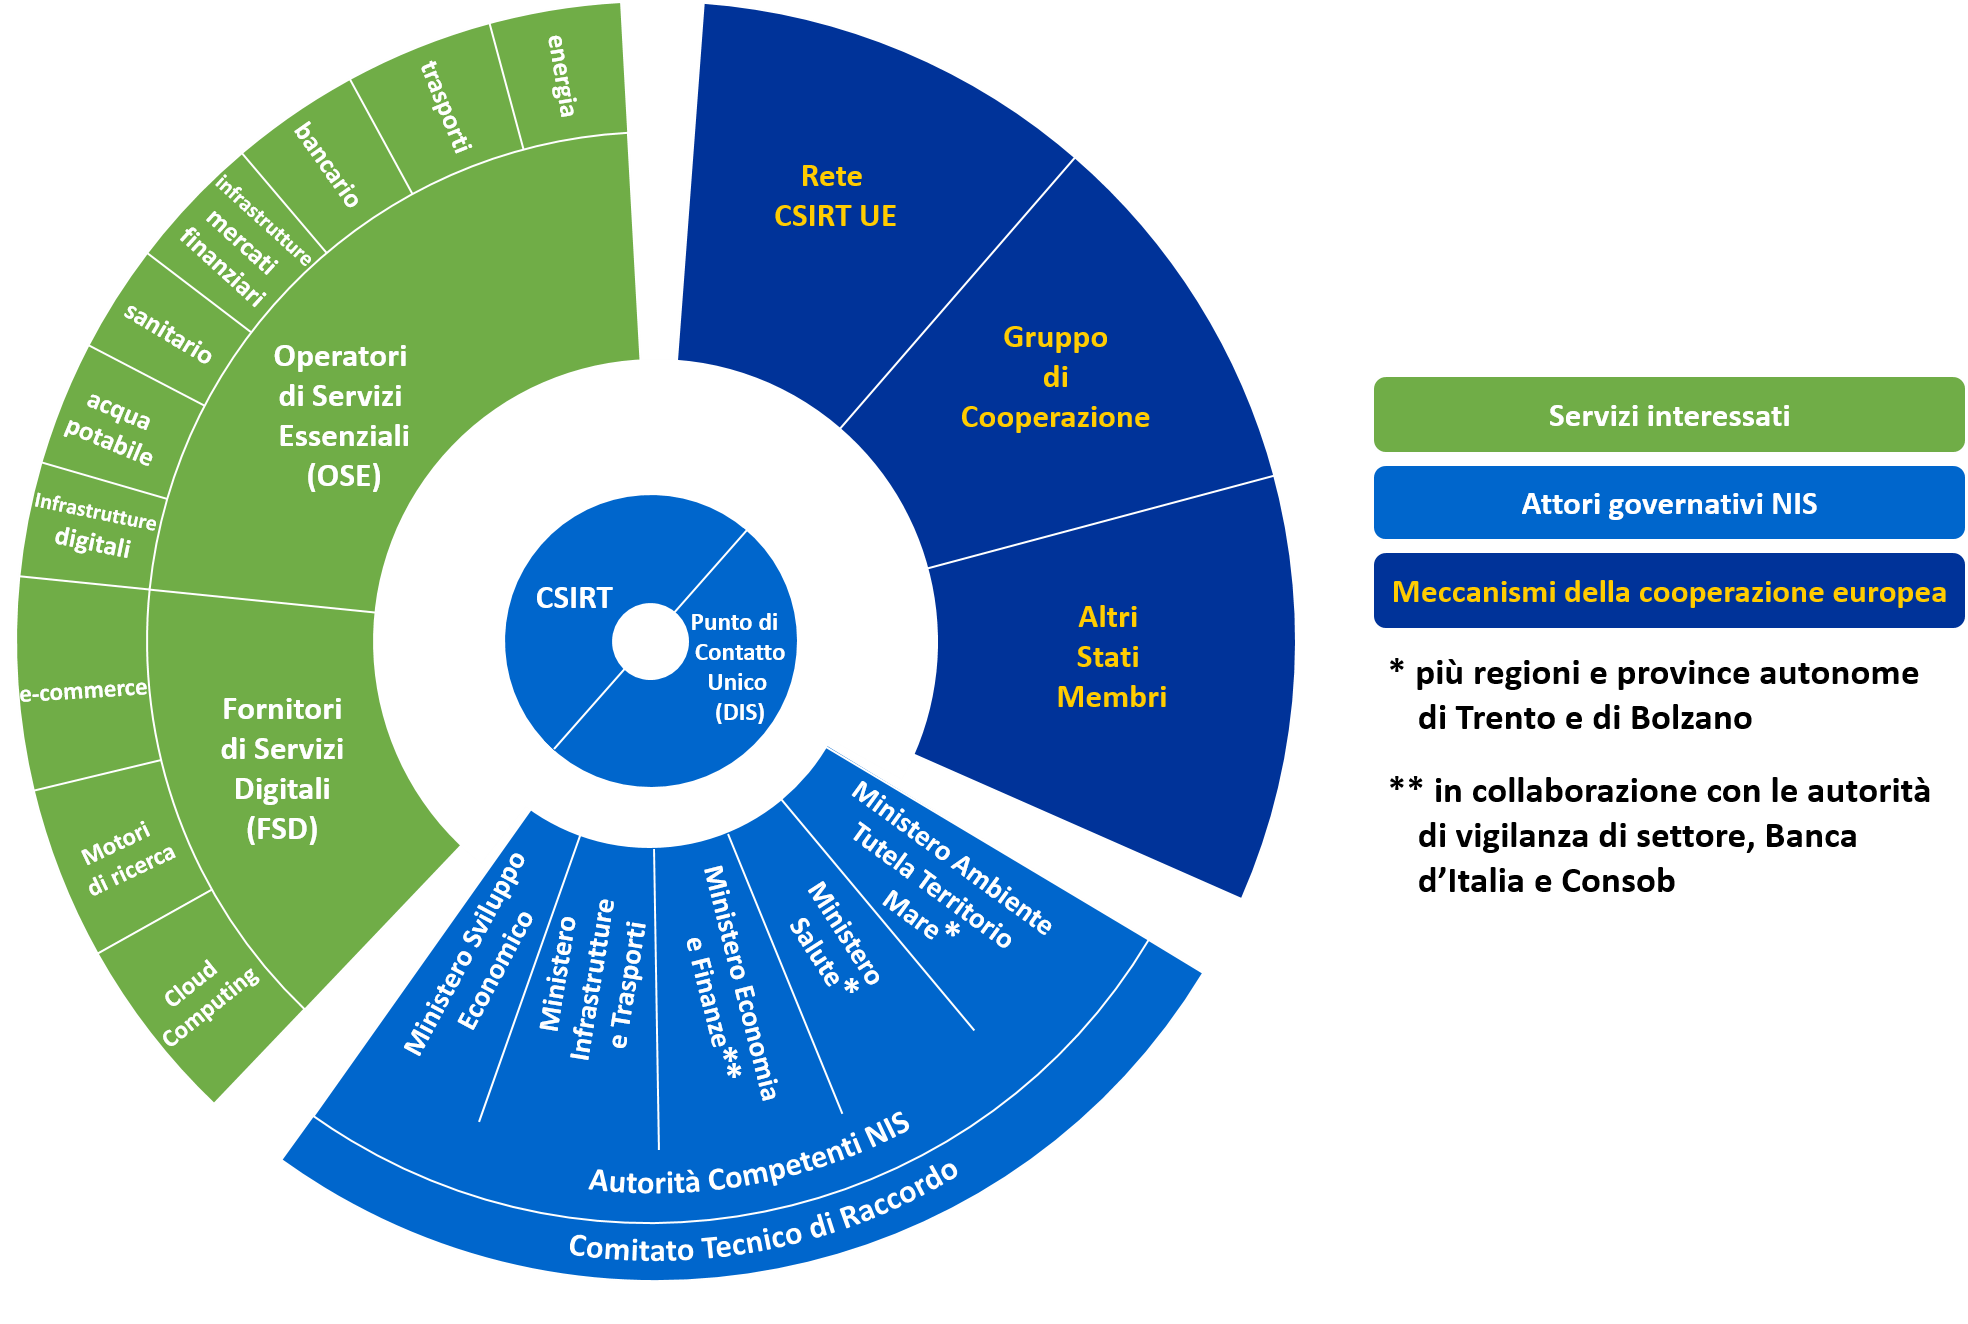 energia
trasporti
bancario
infrastrutture
mercati
finanziari
sanitario
acqua
potabile
Infrastrutture
digitali
e-commerce
Motori
di ricerca
Cloud
Computing
Operatori
di Servizi
Essenziali
(OSE)
Fornitori
di Servizi
Digitali
(FSD)
Rete
CSIRT UE
Gruppo
di
Cooperazione
Altri
Stati
Membri
CSIRT
Punto di
Contatto
Unico
(DIS)
Ministero Sviluppo
Economico
Ministero
Infrastrutture
e Trasporti
Ministero Economia
e Finanze**
Ministero
Salute*
Ministero Ambiente
Tutela Territorio
Mare*
Autorità Competenti NIS
Comitato Tecnico di Raccordo
Servizi interessati
Attori governativi NIS
Meccanismi della cooperazione europea
* più regioni e province autonome
di Trento e di Bolzano
** in collaborazione con le autorità
di vigilanza di settore, Banca
d’Italia e Consob